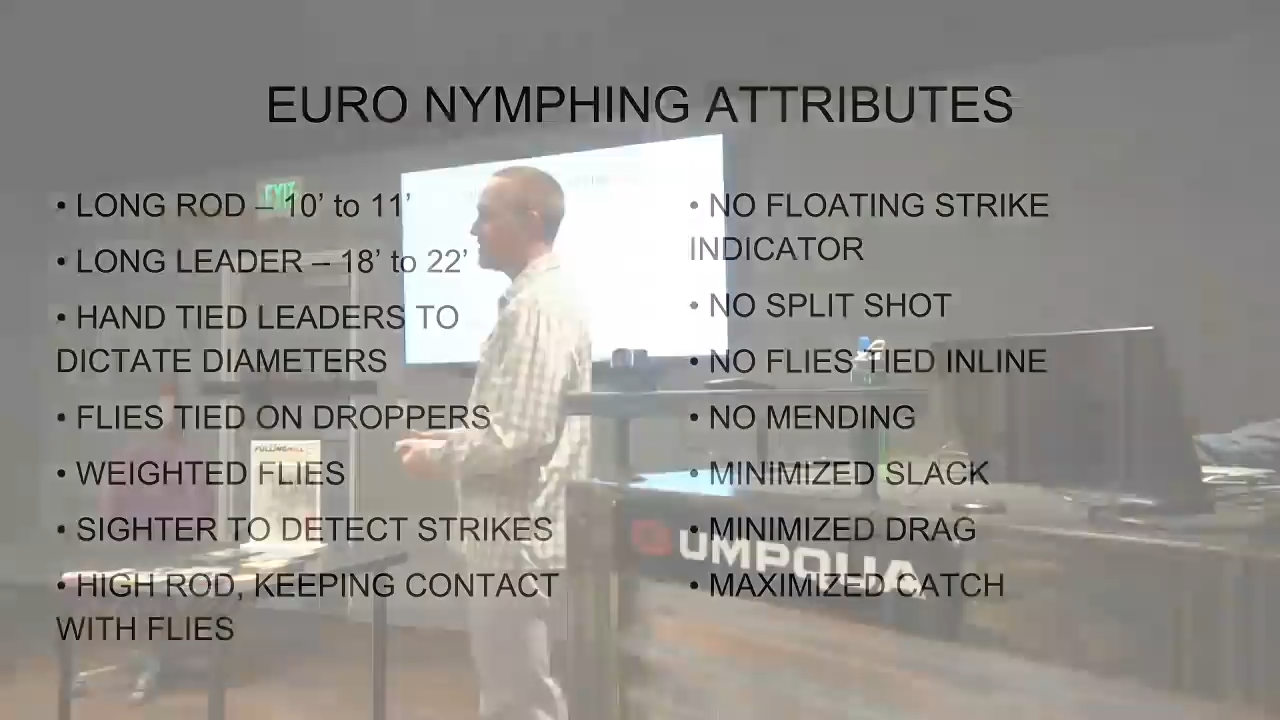 EURO NYMPHING ATTRIBUTES
• LONG ROD – 10’ to 11’
• LONG LEADER – 18’ to 22’
• HAND TIED LEADERS TO
DICTATE DIAMETERS
• FLIES TIED ON DROPPERS
• WEIGHTED FLIES
• SIGHTER TO DETECT STRIKES
• HIGH ROD, KEEPING CONTACT
WITH FLIES
• NO FLOATING STRIKE
INDICATOR
• NO SPLIT SHOT
• NO FLIES TIED INLINE
• NO MENDING
• MINIMIZED SLACK
• MINIMIZED DRAG
• MAXIMIZED CATCH
EXIT
UMPQUA